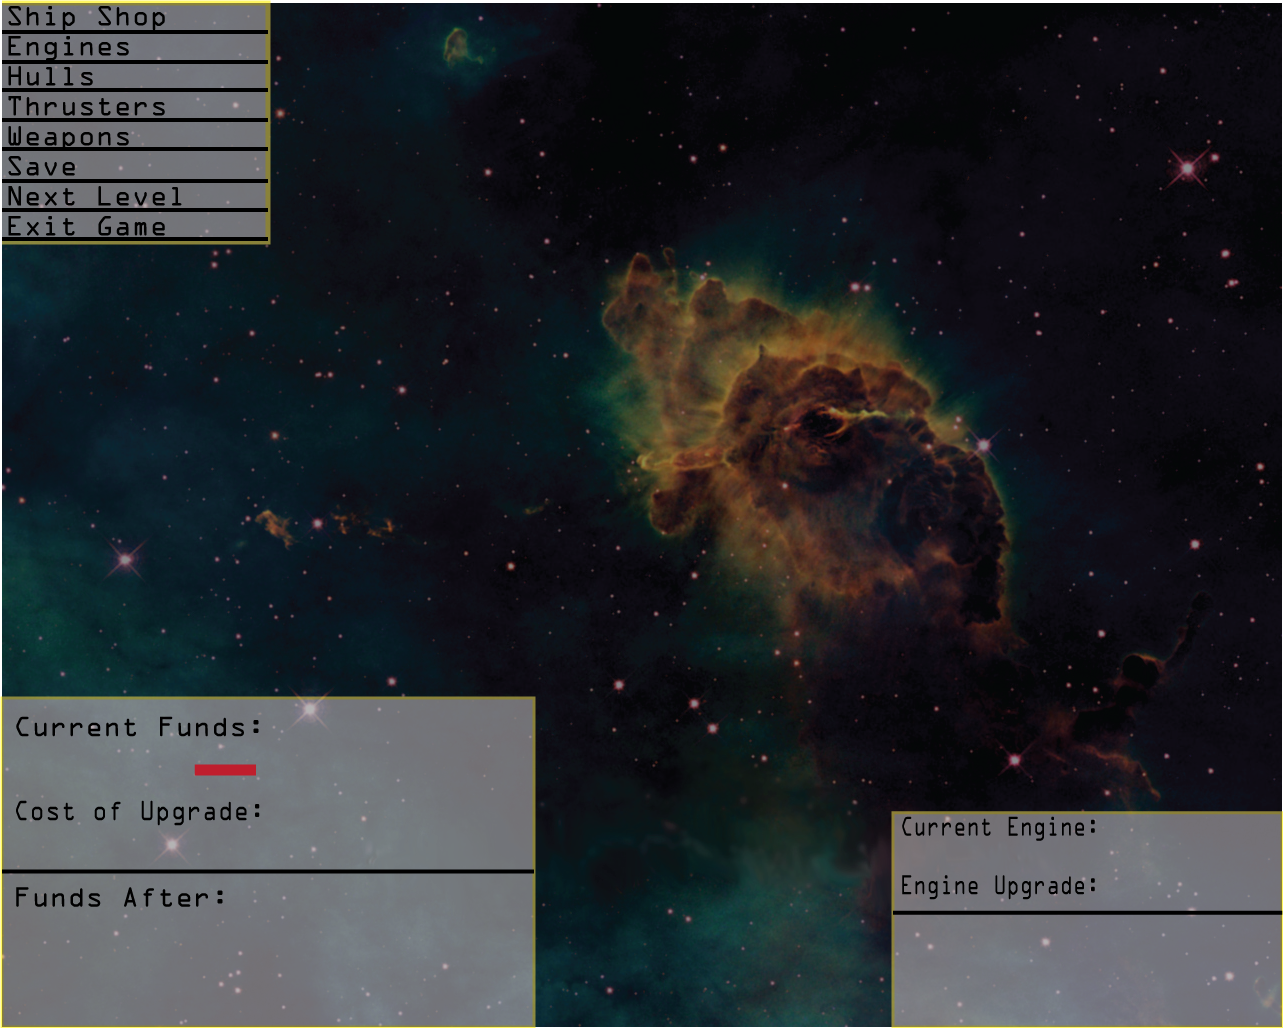 Ship Shop
Engines
Hulls
Thrusters
Weapons
Save
Next Level
Exit Game
Current Funds:
Cost of Upgrade:
Funds After:
Current Engine:
Engine Upgrade: